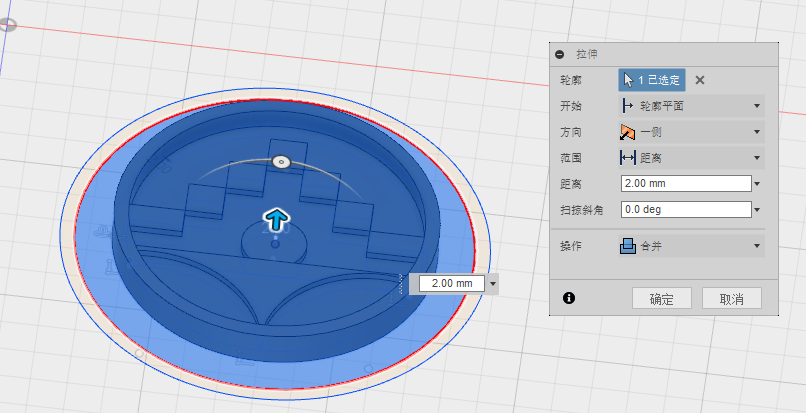 拉伸
轮廓 1 已选定
开始 轮廓平面
方向 一侧
范围 距离
距离 2.00 mm
扫掠斜角 0.0 deg
操作 合并
确定 取消
2.00 mm